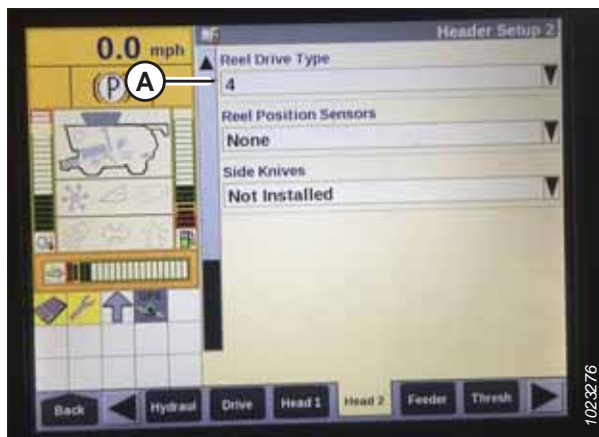 0.0 mph
Header Setup 2
(P)
A
Reel Drive Type
4
Reel Position Sensors
None
Side Knives
Not Installed
GPS
Back
Hydraul
Drive
Head 1
Head 2
Feeder
Thresh
1023276